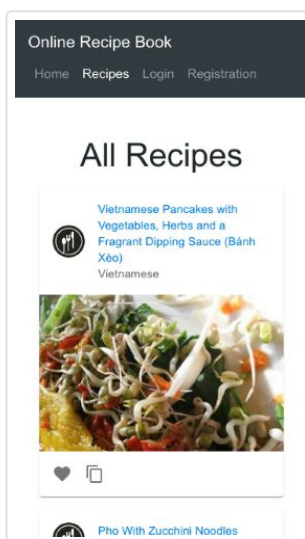 Online Recipe Book
Home Recipes Login Registration
All Recipes
Vietnamese Pancakes with
Vegetables, Herbs and a
Fragrant Dipping Sauce (Bánh
Xèo)
Vietnamese
Pho With Zucchini Noodles